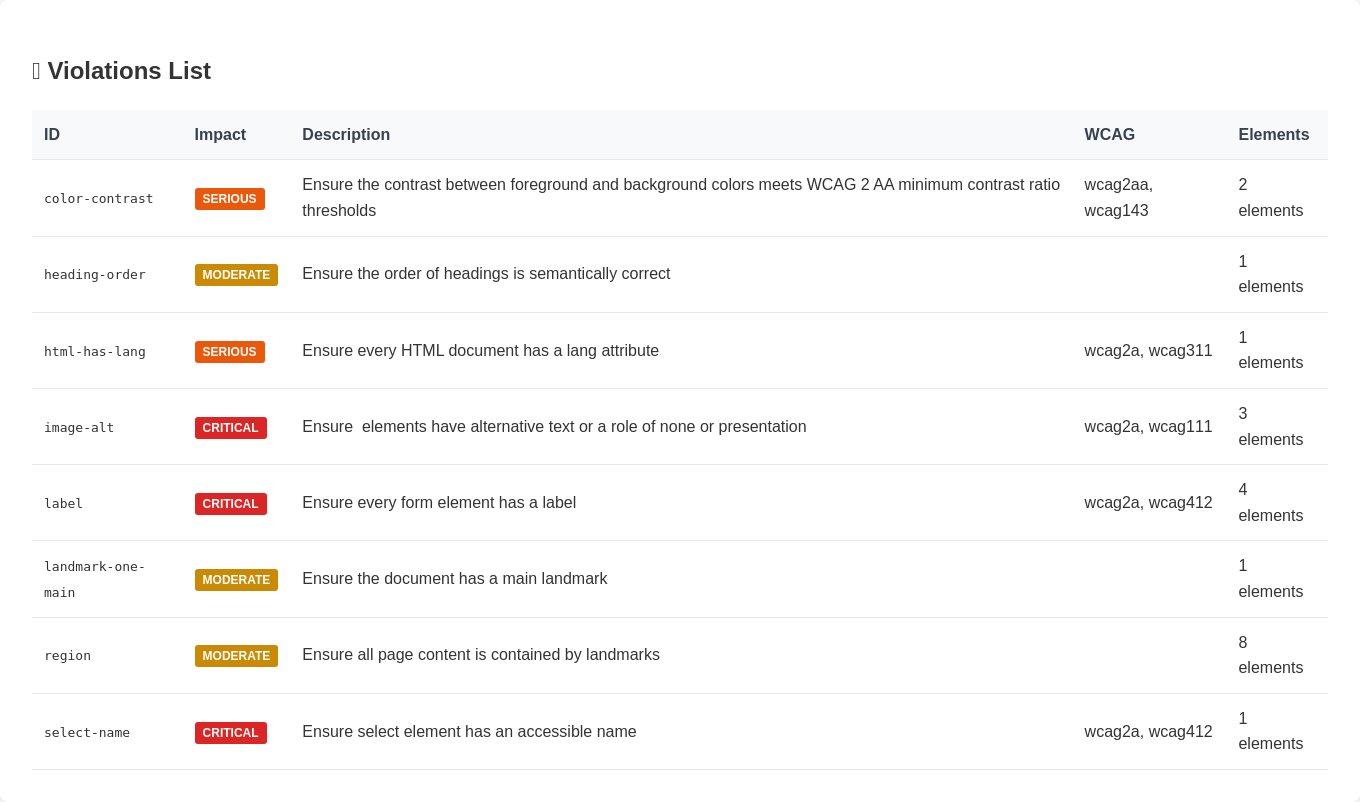 Violations List
ID Impact Description WCAG Elements
color-contrast SERIOUS Ensure the contrast between foreground and background colors meets WCAG 2 AA minimum contrast ratio thresholds wcag2aa, wcag143 2 elements
heading-order MODERATE Ensure the order of headings is semantically correct 1 elements
html-has-lang SERIOUS Ensure every HTML document has a lang attribute wcag2a, wcag311 1 elements
image-alt CRITICAL Ensure  elements have alternative text or a role of none or presentation wcag2a, wcag111 3 elements
label CRITICAL Ensure every form element has a label wcag2a, wcag412 4 elements
landmark-one-main MODERATE Ensure the document has a main landmark 1 elements
region MODERATE Ensure all page content is contained by landmarks 8 elements
select-name CRITICAL Ensure select element has an accessible name wcag2a, wcag412 1 elements